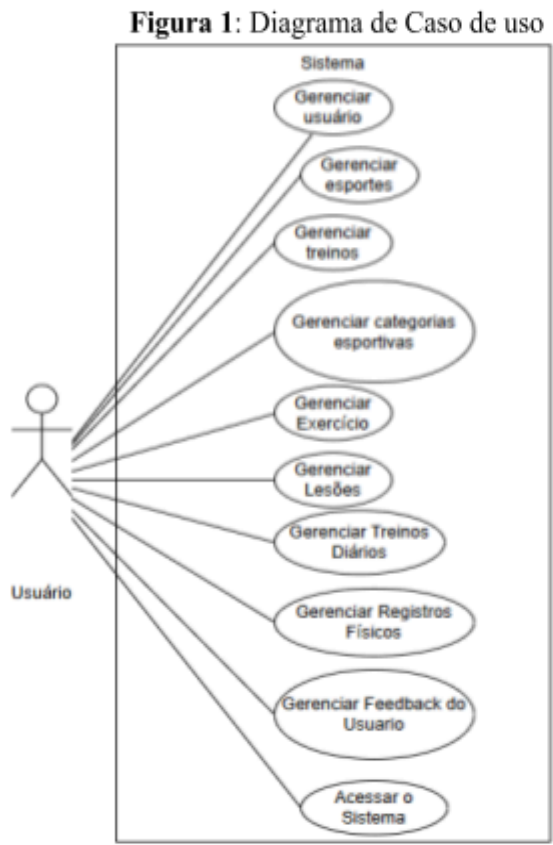 Figura 1: Diagrama de Caso de uso
Sistema
Gerenciar
usuário
Gerenciar
esportes
Gerenciar
treinos
Gerenciar categorias
esportivas
Gerenciar
Exercício
Gerenciar
Lesões
Gerenciar Treinos
Diários
Usuário
Gerenciar Registros
Físicos
Gerenciar Feedback do
Usuario
Acessar o
Sistema